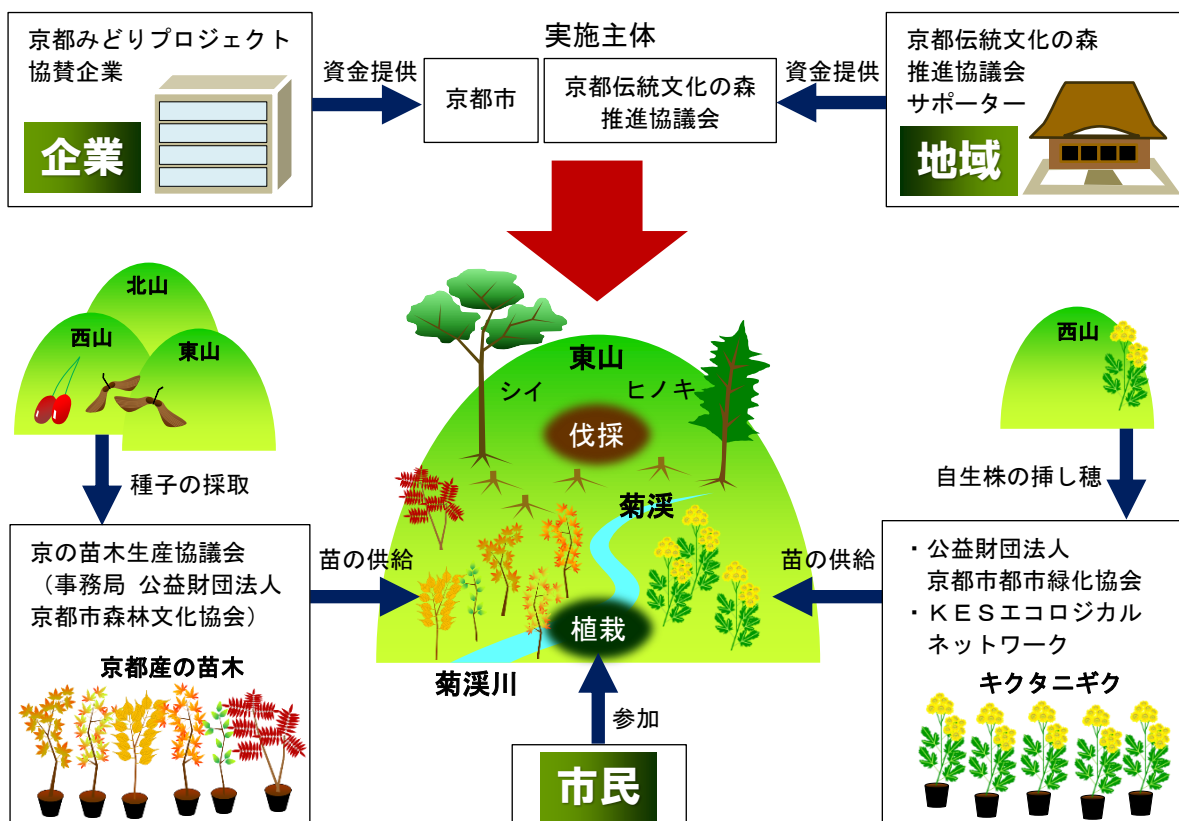 京都みどりプロジェクト
協賛企業
企業
資金提供
実施主体
京都市
京都伝統文化の森
推進協議会
資金提供
京都伝統文化の森
推進協議会
サポーター
地域
北山
西山
東山
種子の採取
東山
シイ
ヒノキ
伐採
菊渓
植栽
菊渓川
西山
自生株の挿し穂
京の苗木生産協議会
（事務局 公益財団法人
京都市森林文化協会）
京都産の苗木
苗の供給
苗の供給
・公益財団法人
京都市都市緑化協会
・ＫＥＳエコロジカル
ネットワーク
キクタニギク
参加
市民